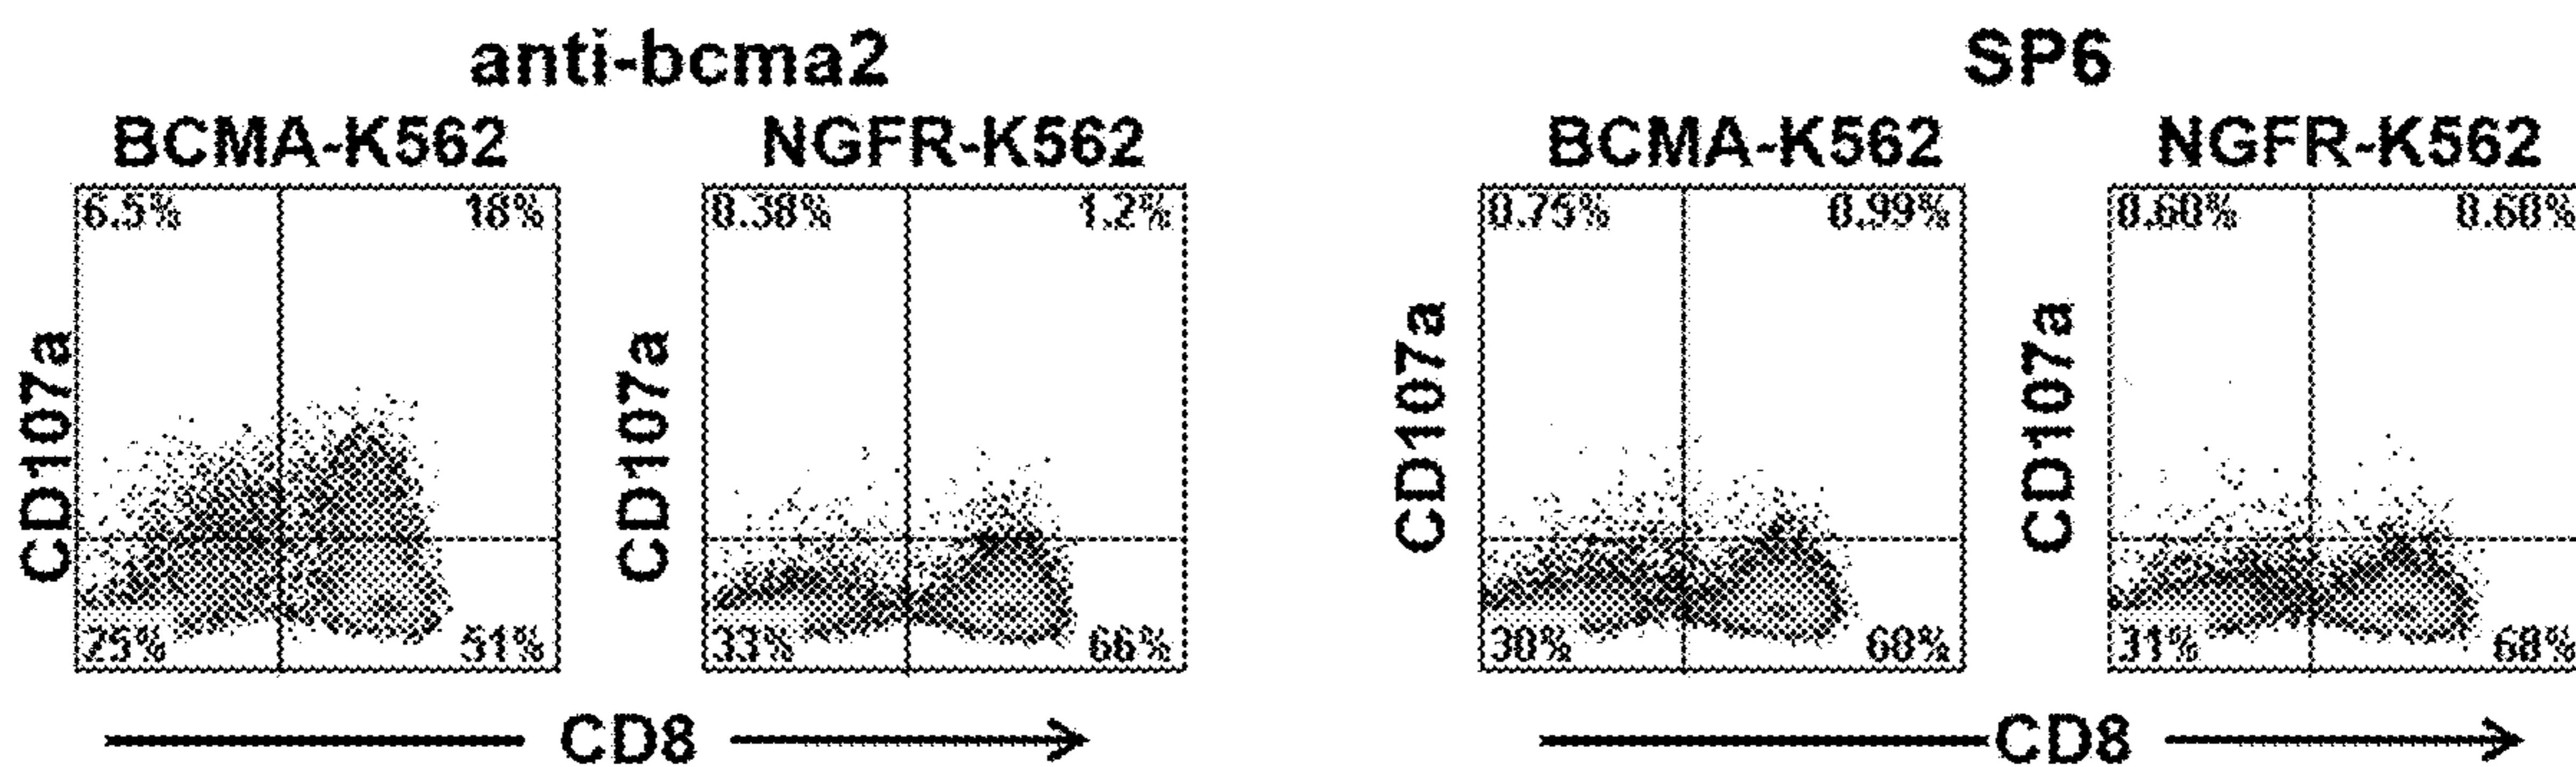 anti-bcma2 SP6
BCMA-K562 NGFR-K562 BCMA-K562 NGFR-K562
6.5% 18% 0.38% 1.2% 0.75% 0.99% 0.60% 0.60%
CD107a CD107a CD107a CD107a
25% 51% 33% 66% 30% 68% 31% 68%
CD8 CD8